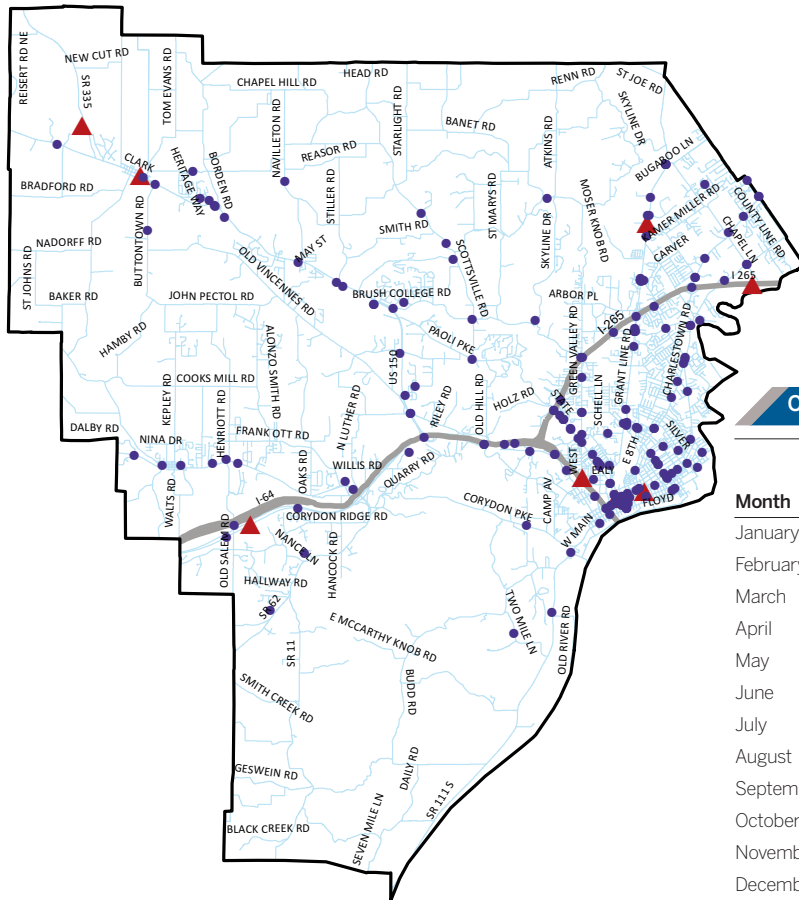 REISERT RD NE
NEW CUT RD
SR 335
TOM EVANS RD
CHAPEL HILL RD
HEAD RD
RENN RD
ST JOE RD
NAVILLETON RD
STARLIGHT RD
BANET RD
ATKINS RD
SKYLINE DR
BUGABOO LN
REASOR RD
CLARK
HERITAGE WAY
BORDEN RD
BRADFORD RD
STILLER RD
ST MARYS RD
MOSER KNOB RD
COUNTY LINE RD
BUTTONTOWN RD
SMITH RD
SKYLINE DR
CARVER
CHAPEL LN
NADORFF RD
MAY ST
OLD VINCENNES RD
SCOTTSVILLE RD
ST JOHNS RD
I 265
BAKER RD
JOHN PECTOL RD
BRUSH COLLEGE RD
ARBOR PL
I-265
HAMBY RD
ALONZO SMITH RD
PAOLI PKE
GREEN VALLEY RD
GRANT LINE RD
CHARLESTOWN RD
COOKS MILL RD
US 150
KEPLEY RD
OLD HILL RD
HOLZ RD
STATE
SCHELL LN
DALBY RD
NINA DR
HENRIOTT RD
FRANK OTT RD
N LUTHER RD
RILEY RD
E 8TH
SILVER
WALTS RD
OAKS RD
WILLIS RD
QUARRY RD
WEST
EALY
I-64
CORYDON RIDGE RD
CORYDON PKE
CAMP AV
FLOYD
W MAIN
OLD SALEM RD
NANCE LN
HANCOCK RD
HALLWAY RD
SR 62
E MCCARTHY KNOB RD
TWO MILE LN
OLD RIVER RD
SR 11
SMITH CREEK RD
BUDD RD
GESWEIN RD
DAILY RD
SR 111 S
BLACK CREEK RD
SEVEN MILE LN
Month
January
February
March
April
May
June
July
August
Septem
October
Novemb
Decemb